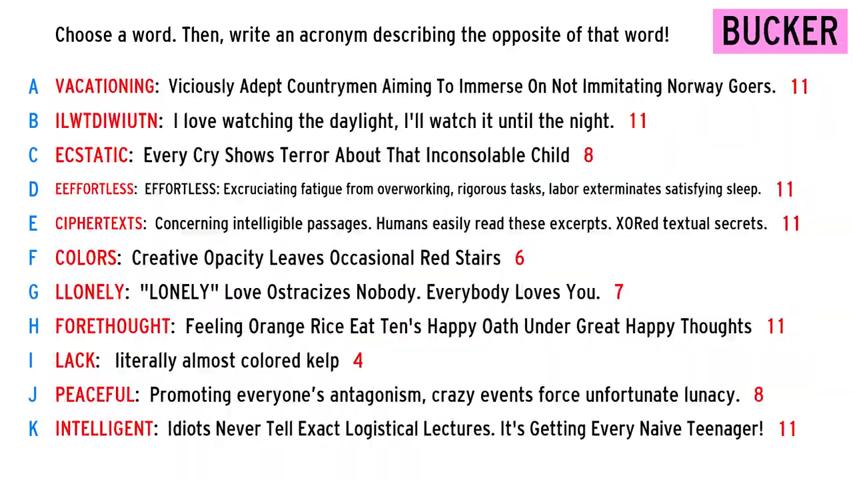 Choose a word. Then, write an acronym describing the opposite of that word!
BUCKER
A VACATIONING: Viciously Adept Countrymen Aiming To Immerse On Not Immitating Norway Goers. 11
B ILWTDIWIUTN: I love watching the daylight, I'll watch it until the night. 11
C ECSTATIC: Every Cry Shows Terror About That Inconsolable Child 8
D EEFFORTLESS: EFFORTLESS: Excruciating fatigue from overworking, rigorous tasks, labor exterminates satisfying sleep. 11
E CIPHERTEXTS: Concerning intelligible passages. Humans easily read these excerpts. XORed textual secrets. 11
F COLORS: Creative Opacity Leaves Occasional Red Stairs 6
G LLONELY: "LONELY" Love Ostracizes Nobody. Everybody Loves You. 7
H FORETHOUGHT: Feeling Orange Rice Eat Ten's Happy Oath Under Great Happy Thoughts 11
I LACK: literally almost colored kelp 4
J PEACEFUL: Promoting everyone's antagonism, crazy events force unfortunate lunacy. 8
K INTELLIGENT: Idiots Never Tell Exact Logistical Lectures. It's Getting Every Naive Teenager! 11